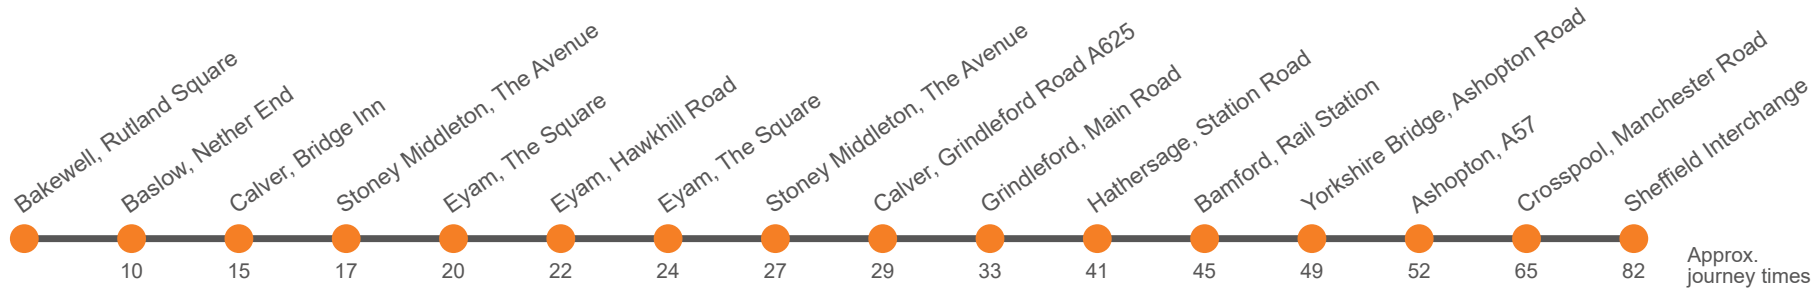 Bakewell, Rutland Square
Baslow, Nether End
Calver, Bridge Inn
Stoney Middleton, The Avenue
Eyam, The Square
Eyam, Hawkhill Road
Eyam, The Square
Stoney Middleton, The Avenue
Calver, Grindleford Road A625
Grindleford, Main Road
Hathersage, Station Road
Bamford, Rail Station
Yorkshire Bridge, Ashopton Road
Ashopton, A57
Crosspool, Manchester Road
Sheffield Interchange
10 15 17 20 22 24 27 29 33 41 45 49 52 65 82
Approx.
journey times